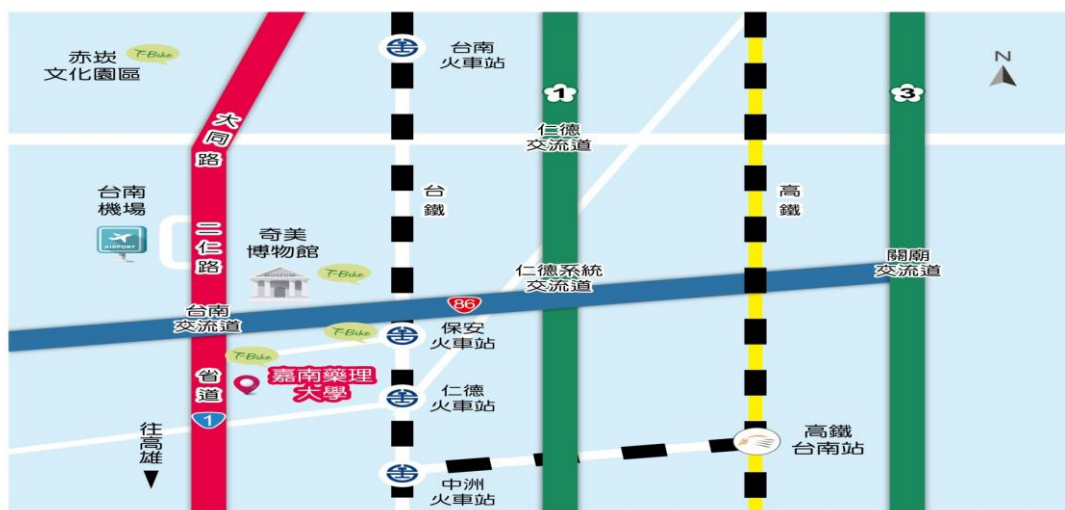 赤崁
文化園區
T-Bike
台南
火車站
N
1
3
大同路
仁德
交流道
台鐵
高鐵
台南
機場
AIRPORT
二仁路
奇美
博物館
MUSEUM
T-Bike
仁德系統
交流道
關廟
交流道
86
台南
交流道
T-Bike
保安
火車站
T-Bike
省道
嘉南藥理
大學
仁德
火車站
1
往高雄
高鐵
台南站
中洲
火車站